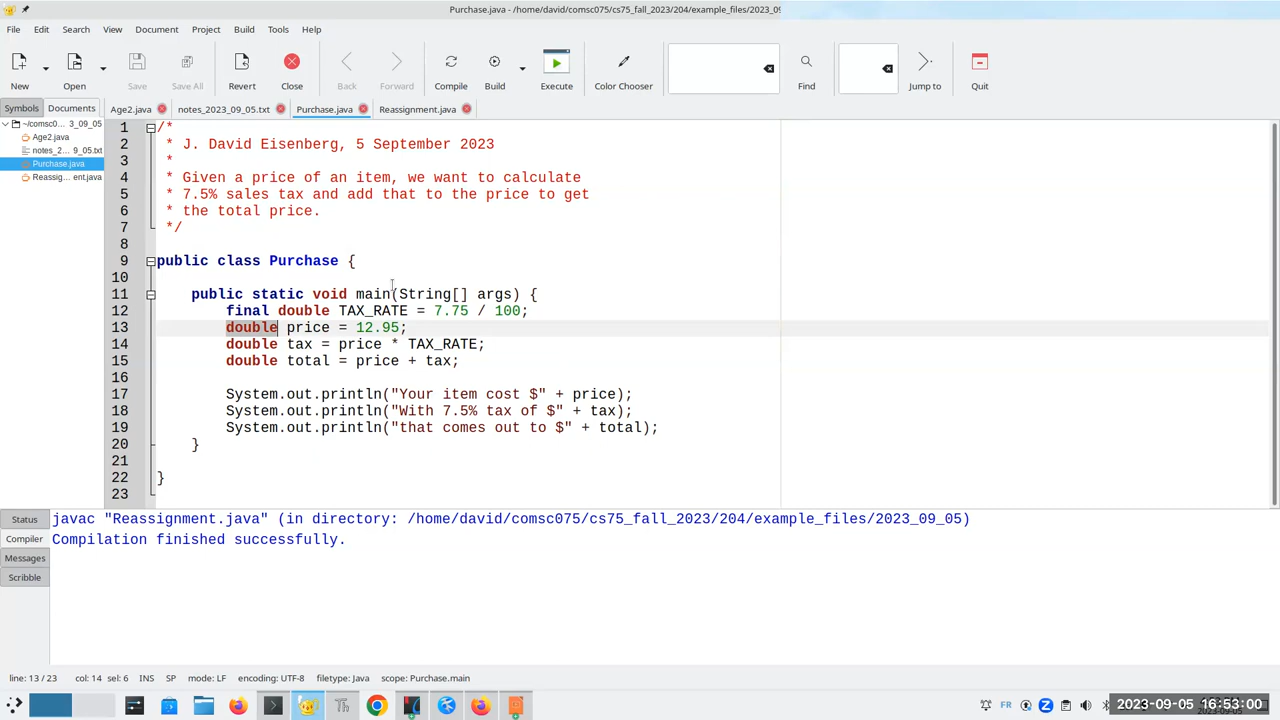 Purchase.java - /home/david/comsc075/cs75_fall_2023/204/example_files/2023_09
File Edit Search View Document Project Build Tools Help
New Open Save Save All Revert Close Back Forward Compile Build Execute Color Chooser Find Jump to Quit
Symbols Documents Age2.java notes_2023_09_05.txt Purchase.java Reassignment.java
~/comsc0... 3_09_05
Age2.java
notes_2... 9_05.txt
Purchase.java
Reassig... ent.java
1 /*
2 * J. David Eisenberg, 5 September 2023
3 *
4 * Given a price of an item, we want to calculate
5 * 7.5% sales tax and add that to the price to get
6 * the total price.
7 */
8
9 public class Purchase {
10
11 public static void main(String[] args) {
12 final double TAX_RATE = 7.75 / 100;
13 double price = 12.95;
14 double tax = price * TAX_RATE;
15 double total = price + tax;
16
17 System.out.println("Your item cost $" + price);
18 System.out.println("With 7.5% tax of $" + tax);
19 System.out.println("that comes out to $" + total);
20 }
21
22 }
23
Status
Compiler
Messages
Scribble
javac "Reassignment.java" (in directory: /home/david/comsc075/cs75_fall_2023/204/example_files/2023_09_05)
Compilation finished successfully.
line: 13 / 23 col: 14 sel: 6 INS SP mode: LF encoding: UTF-8 filetype: Java scope: Purchase.main
FR 2023-09-05 16:53:00